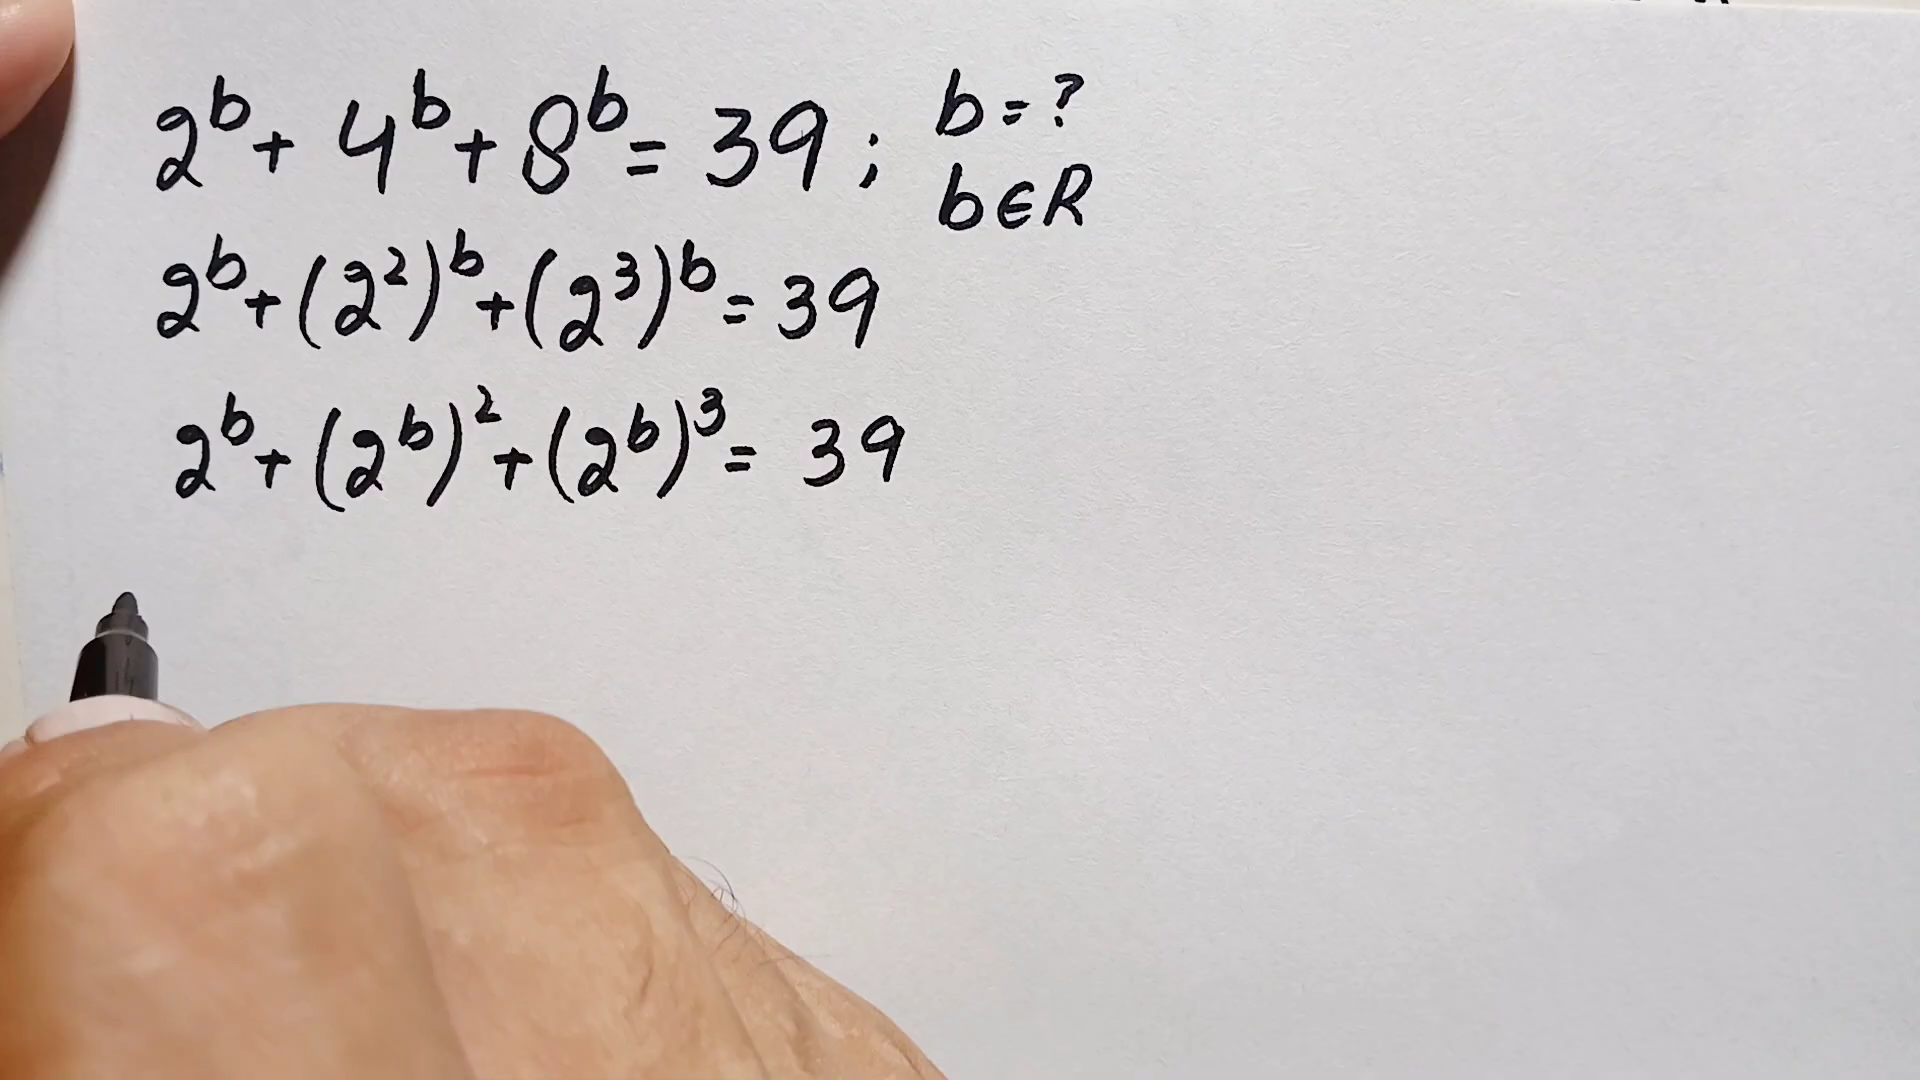 2^b + 4^b + 8^b = 39 ; b = ?
b ∈ R
2^b + (2^2)^b + (2^3)^b = 39
2^b + (2^b)^2 + (2^b)^3 = 39